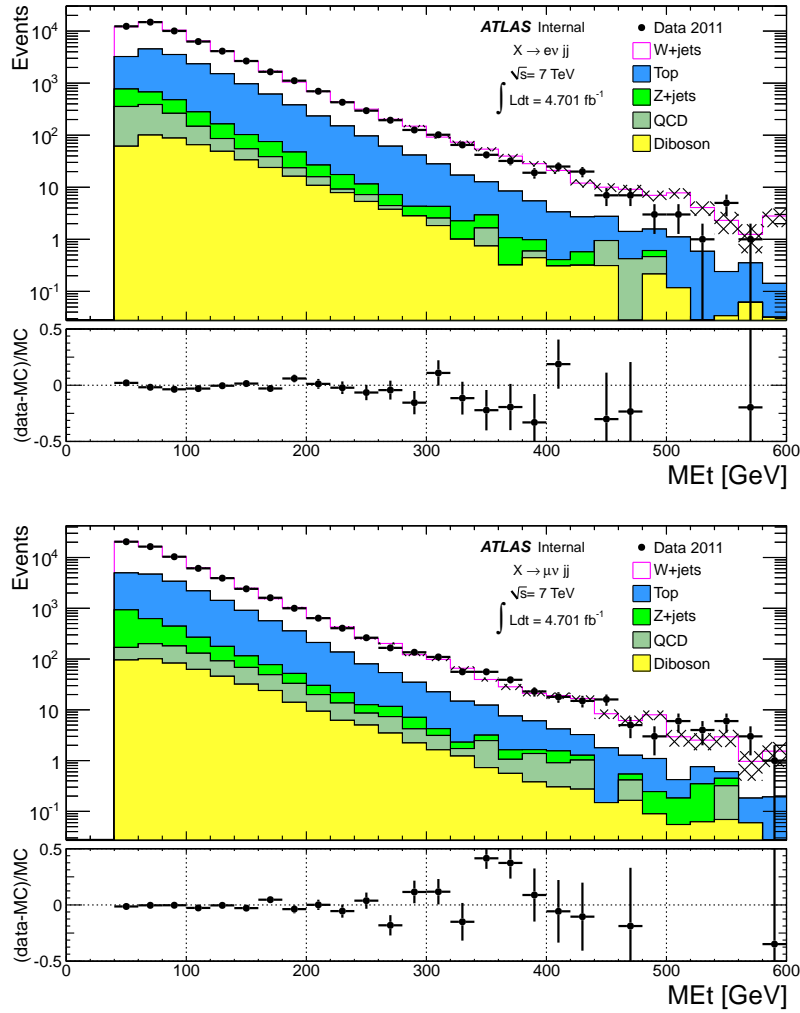 Events
10⁴
10³
10²
10
1
10⁻¹
ATLAS Internal
X → eν jj
√s= 7 TeV
∫ Ldt = 4.701 fb⁻¹
Data 2011
W+jets
Top
Z+jets
QCD
Diboson
(data-MC)/MC
0.5
0
-0.5
100 200 300 400 500 600
MEt [GeV]
Events
10⁴
10³
10²
10
1
10⁻¹
ATLAS Internal
X → μν jj
√s= 7 TeV
∫ Ldt = 4.701 fb⁻¹
Data 2011
W+jets
Top
Z+jets
QCD
Diboson
(data-MC)/MC
0.5
0
-0.5
0 100 200 300 400 500 600
MEt [GeV]